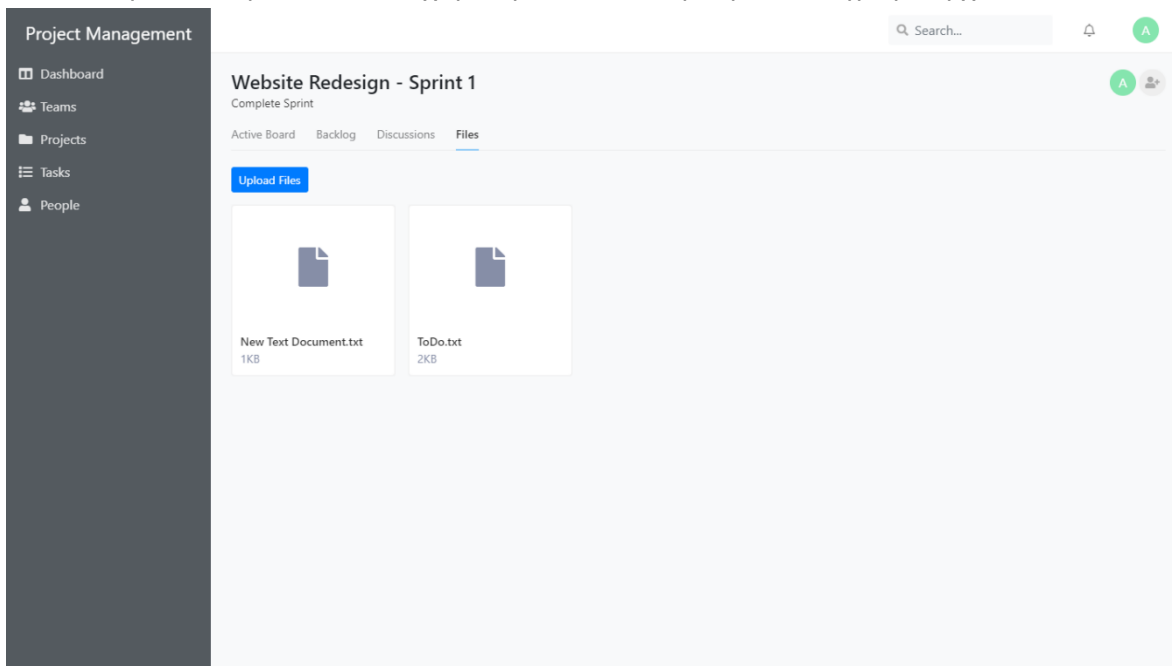 Project Management
Search...
A
Dashboard
Teams
Projects
Tasks
People
Website Redesign - Sprint 1
A
Complete Sprint
Active Board Backlog Discussions Files
Upload Files
New Text Document.txt
1KB
ToDo.txt
2KB